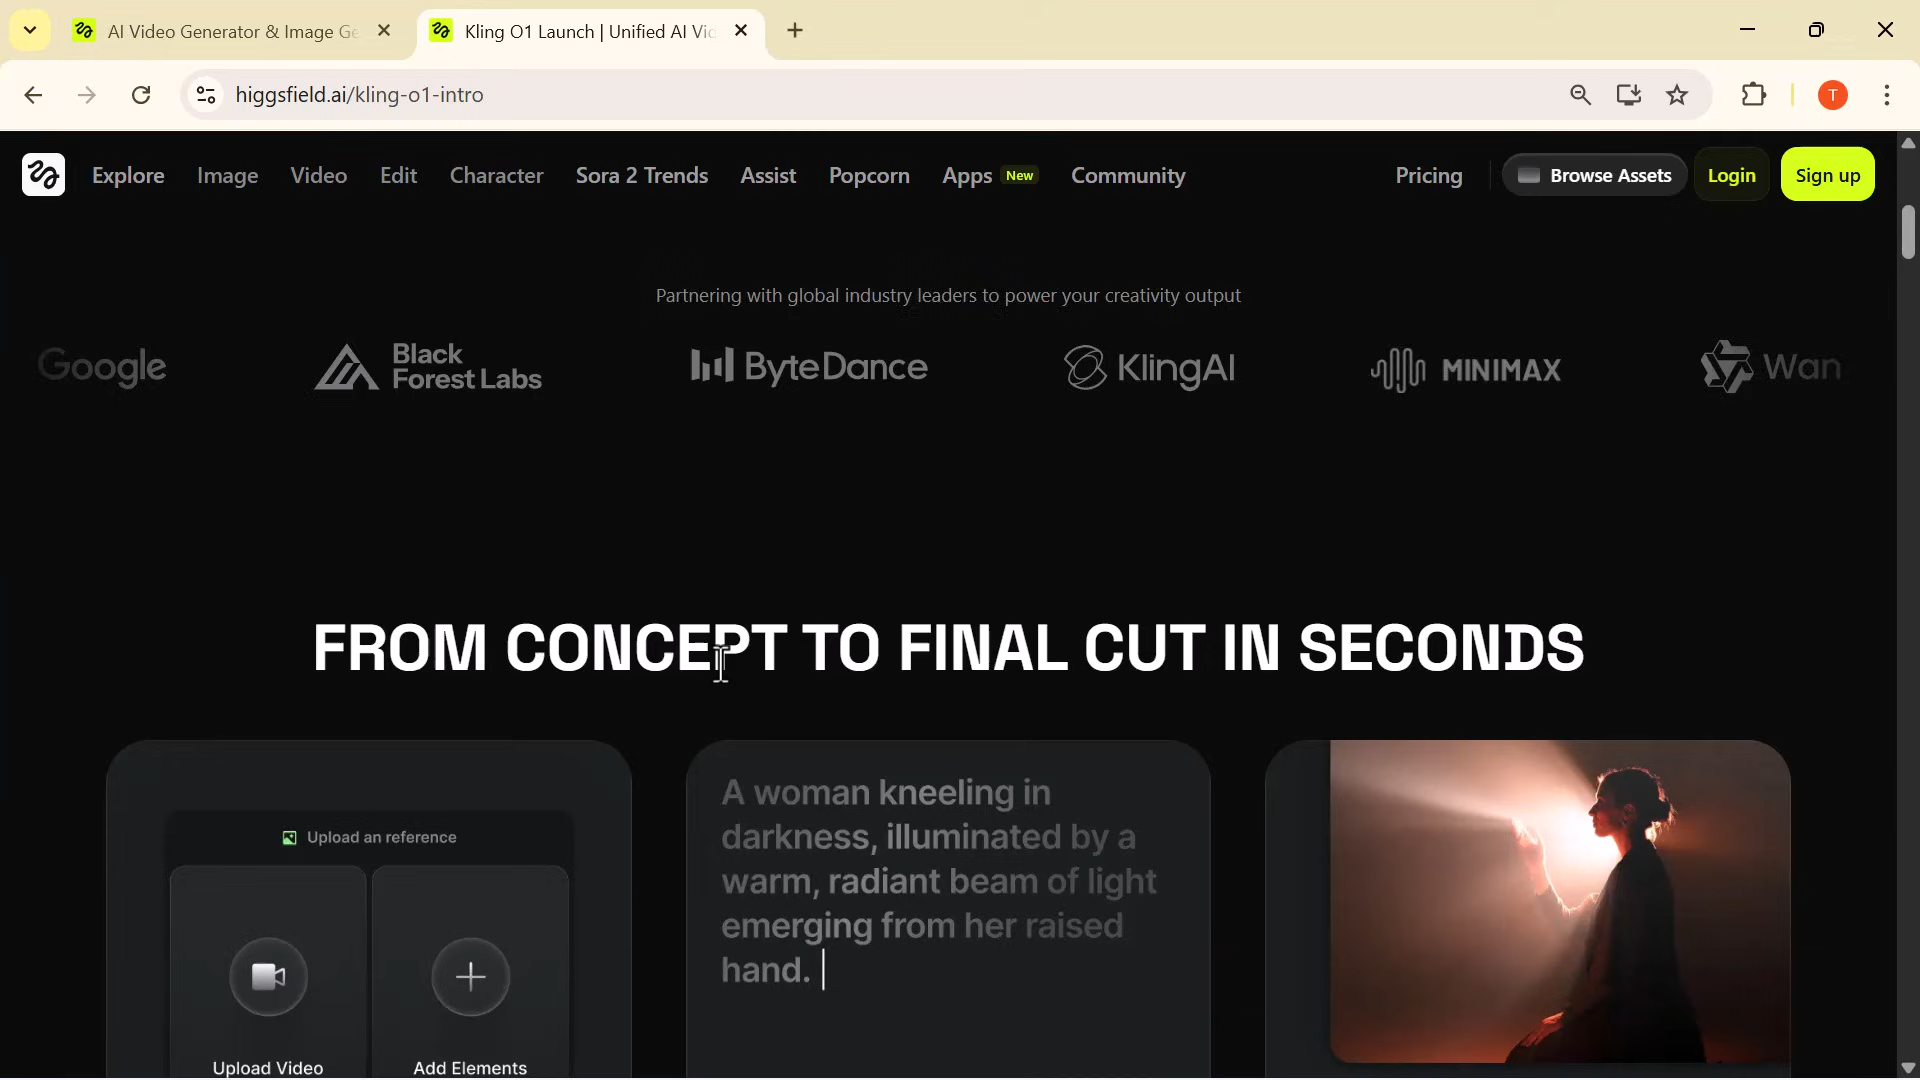 AI Video Generator & Image Ge
Kling O1 Launch | Unified AI Vid
higgsfield.ai/kling-o1-intro
T
Explore
Image
Video
Edit
Character
Sora 2 Trends
Assist
Popcorn
Apps New
Community
Pricing
Browse Assets
Login
Sign up
Partnering with global industry leaders to power your creativity output
Google
Black
Forest Labs
ByteDance
KlingAI
MINIMAX
Wan
FROM CONCEPT TO FINAL CUT IN SECONDS
Upload an reference
Upload Video
Add Elements
A woman kneeling in
darkness, illuminated by a
warm, radiant beam of light
emerging from her raised
hand.